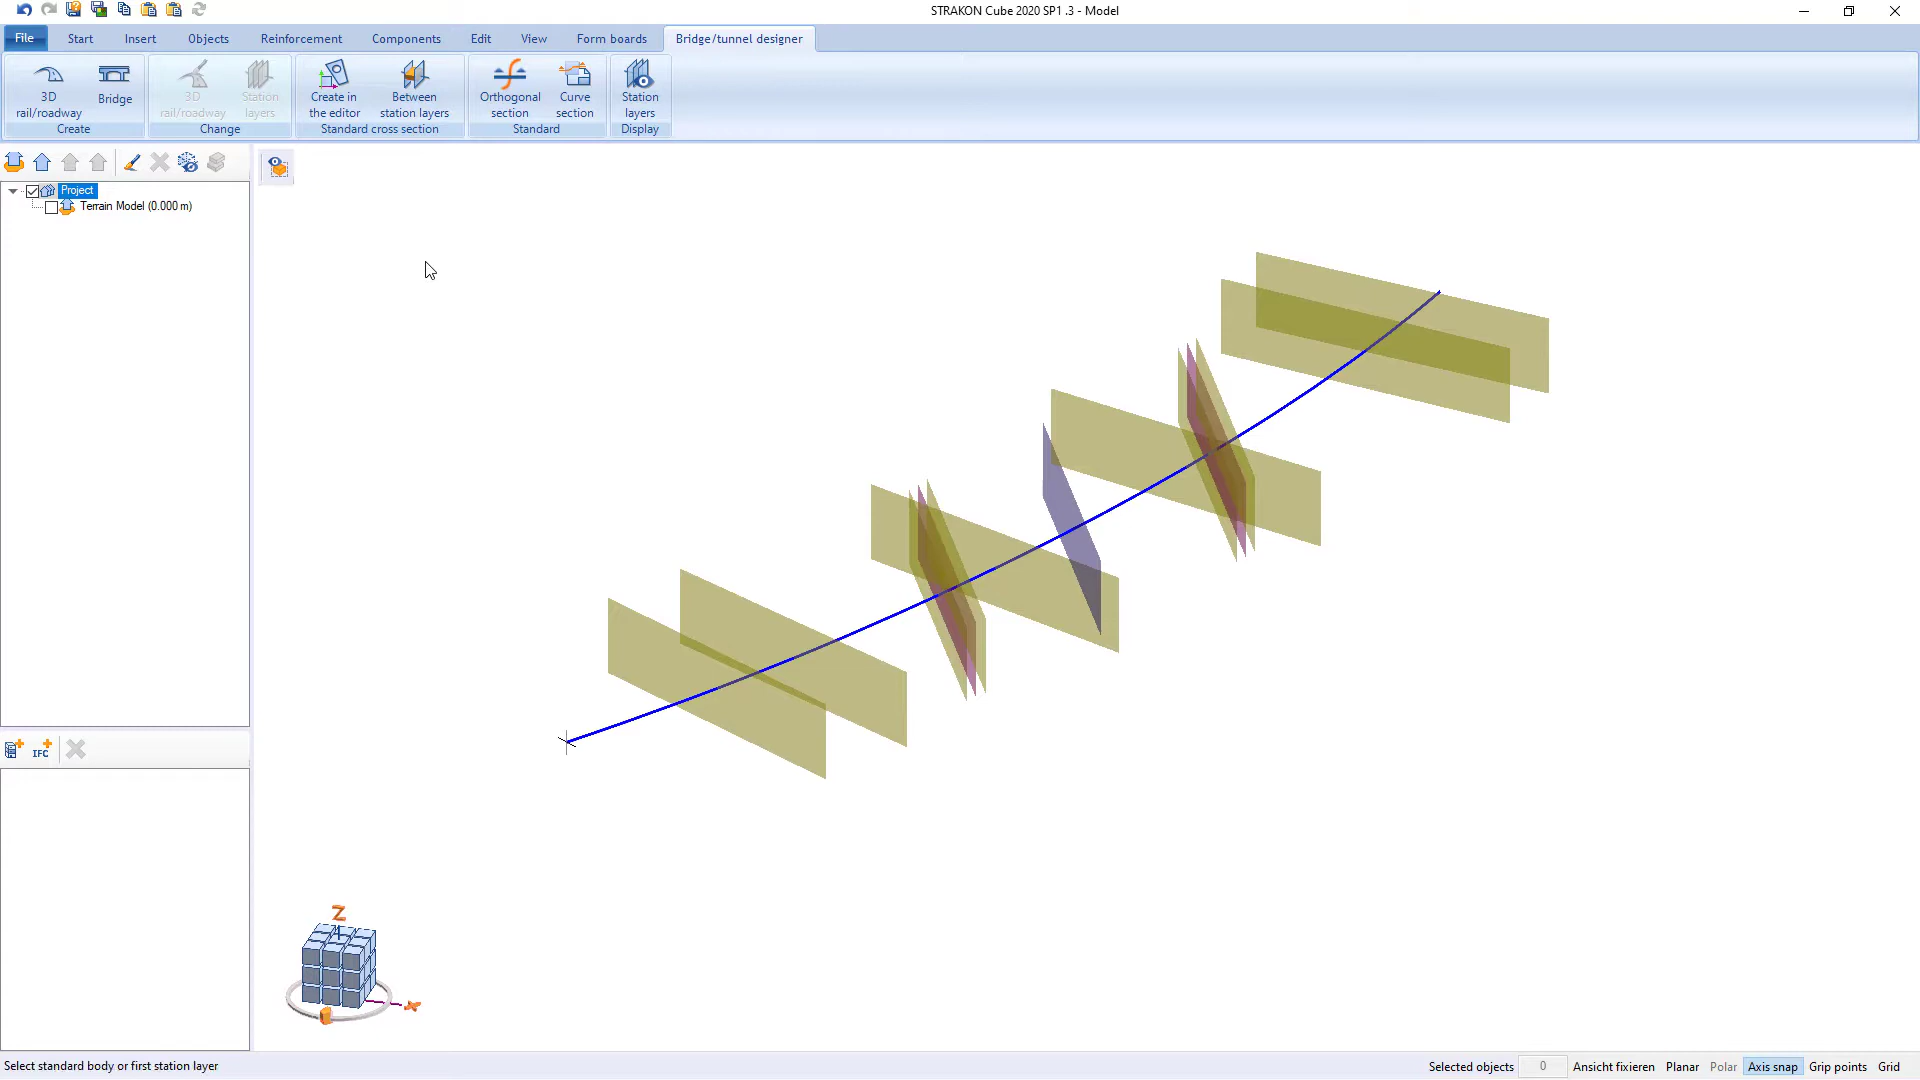 STRAKON Cube 2020 SP1 .3 - Model
File Start Insert Objects Reinforcement Components Edit View Form boards Bridge/tunnel designer
3D rail/roadway
Bridge
3D rail/roadway
Station layers
Create in the editor
Between station layers
Orthogonal section
Curve section
Station layers
Create Change Standard cross section Standard Display
Project
Terrain Model (0.000 m)
IFC
Z
x
Select standard body or first station layer
Selected objects 0 Ansicht fixieren Planar Polar Axis snap Grip points Grid